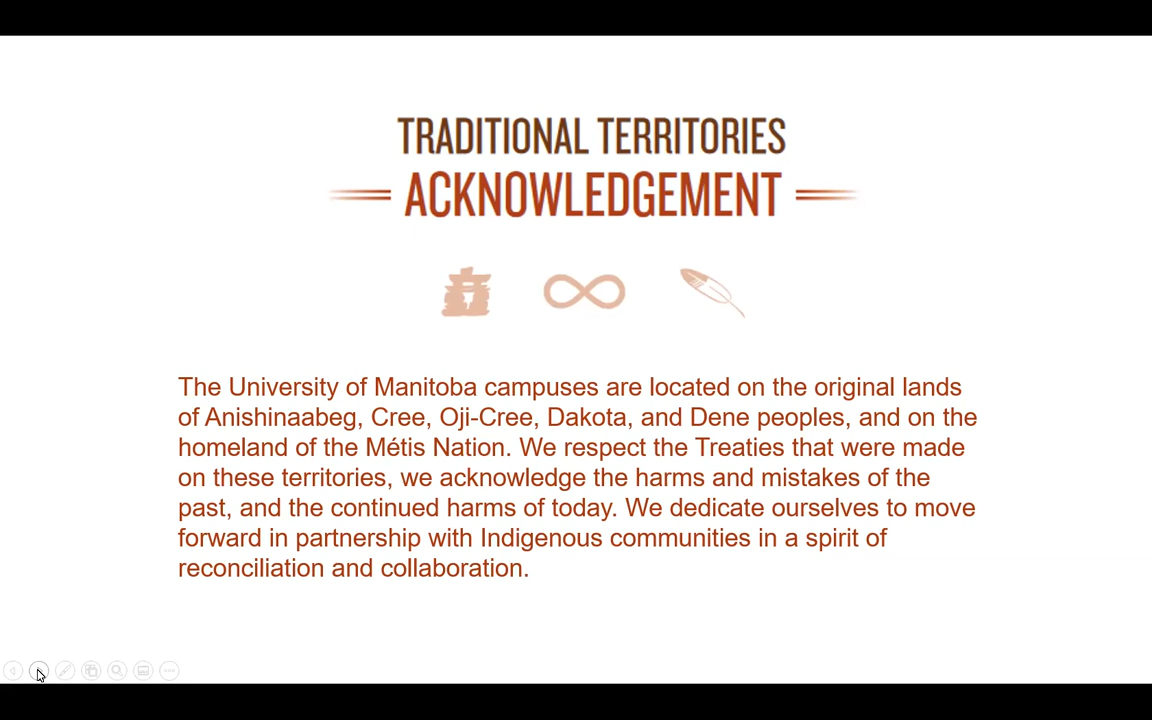 TRADITIONAL TERRITORIES
ACKNOWLEDGEMENT
The University of Manitoba campuses are located on the original lands
of Anishinaabeg, Cree, Oji-Cree, Dakota, and Dene peoples, and on the
homeland of the Métis Nation. We respect the Treaties that were made
on these territories, we acknowledge the harms and mistakes of the
past, and the continued harms of today. We dedicate ourselves to move
forward in partnership with Indigenous communities in a spirit of
reconciliation and collaboration.